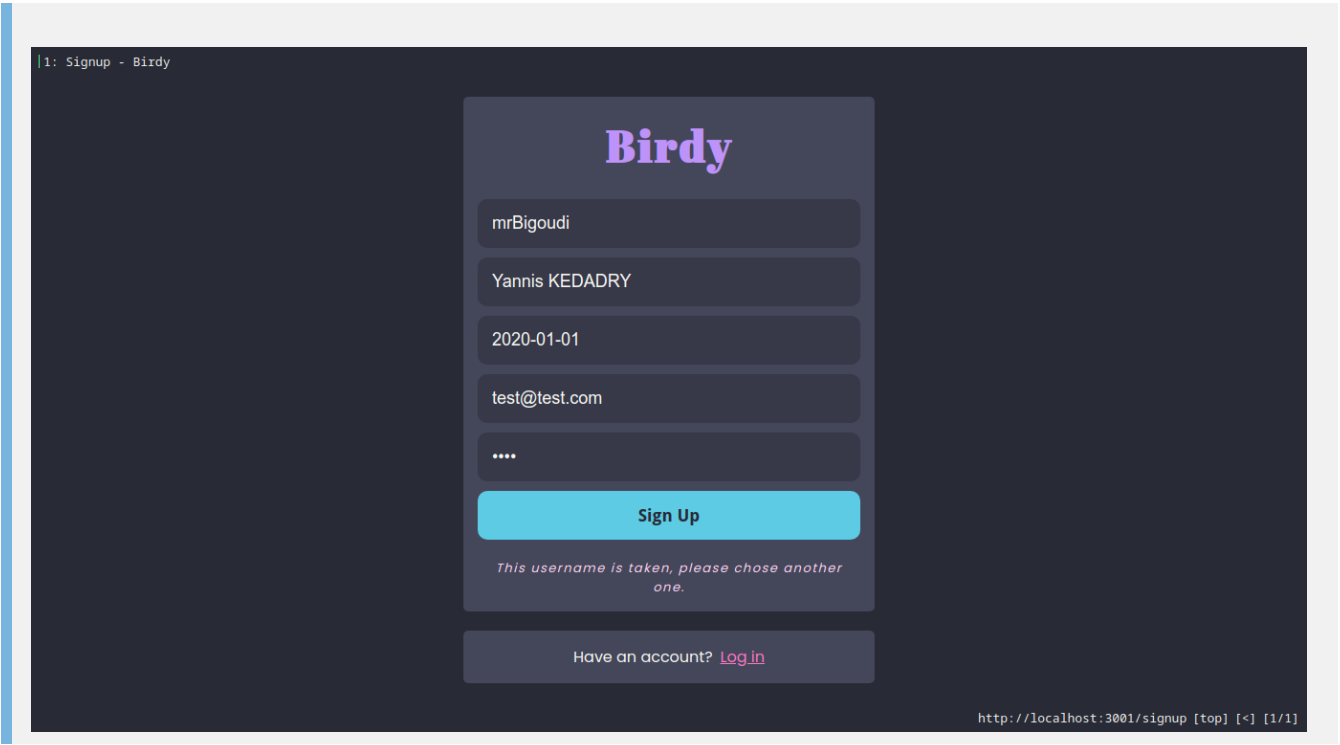 1: Signup - Birdy
Birdy
mrBigoudi
Yannis KEDADRY
2020-01-01
test@test.com
••••
Sign Up
This username is taken, please chose another
one.
Have an account? Log in
http://localhost:3001/signup [top] [<] [1/1]